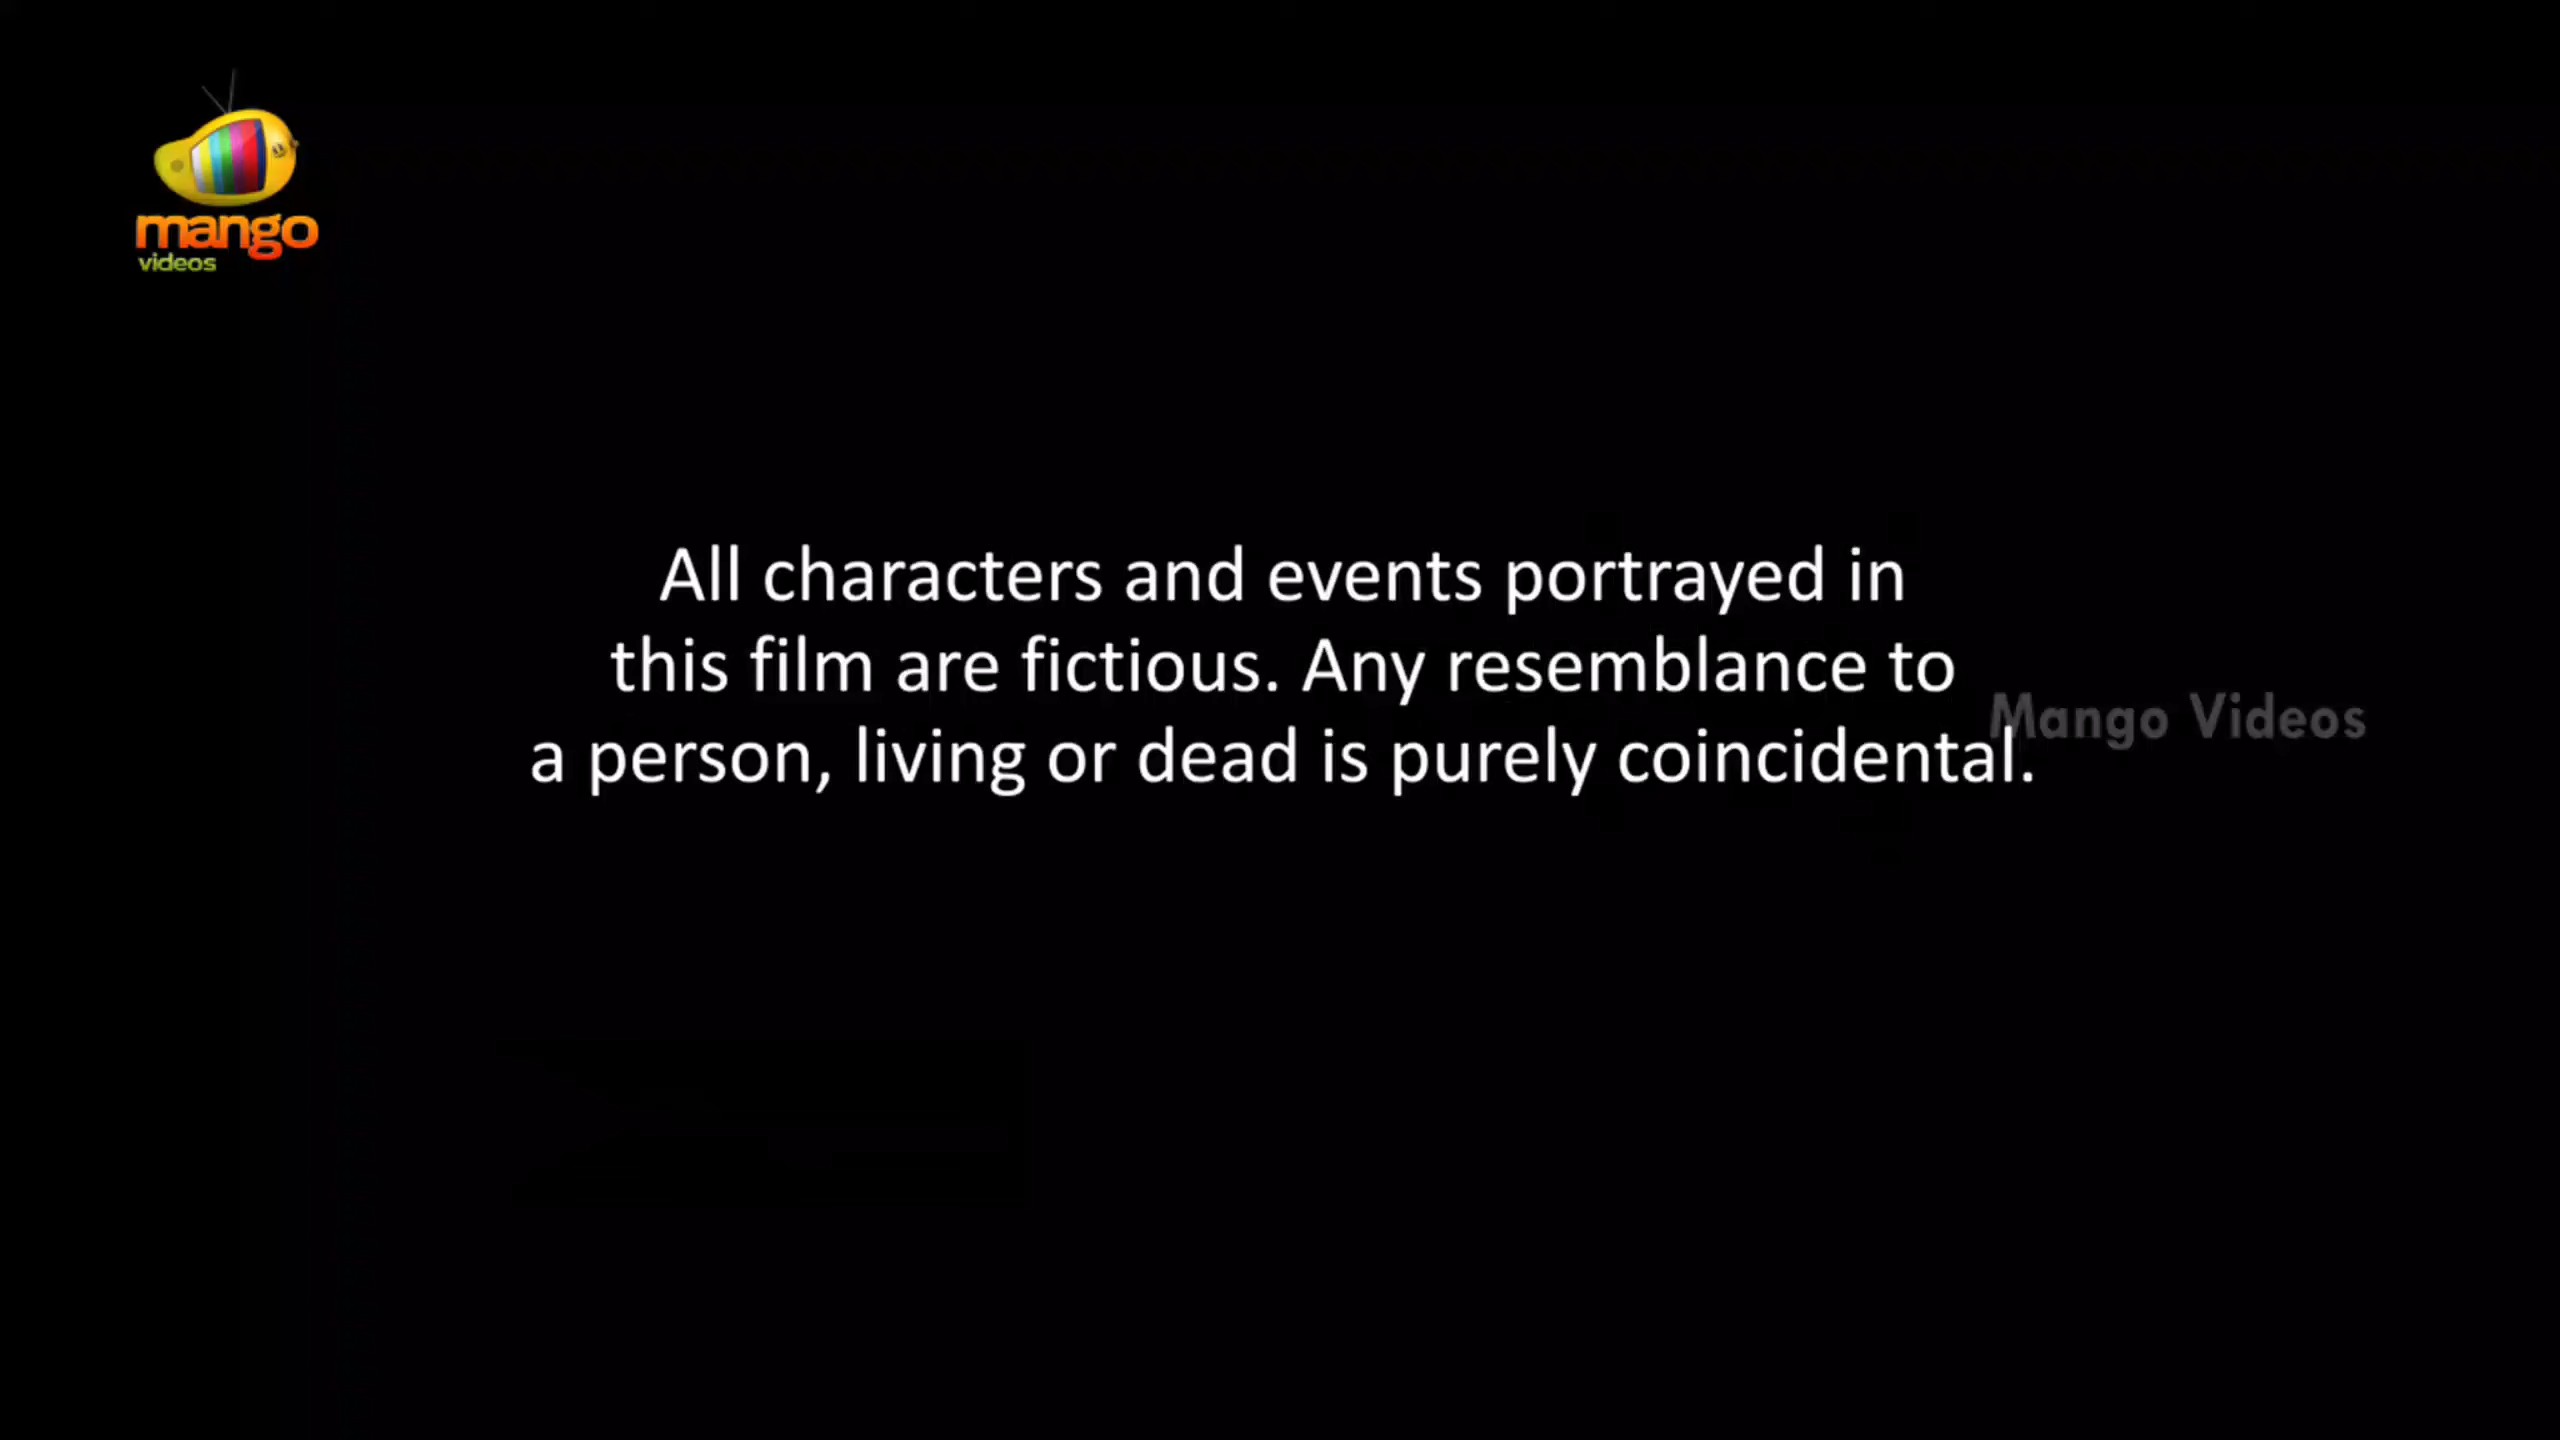 mango
videos
All characters and events portrayed in
this film are fictious. Any resemblance to
a person, living or dead is purely coincidental.
Mango Videos